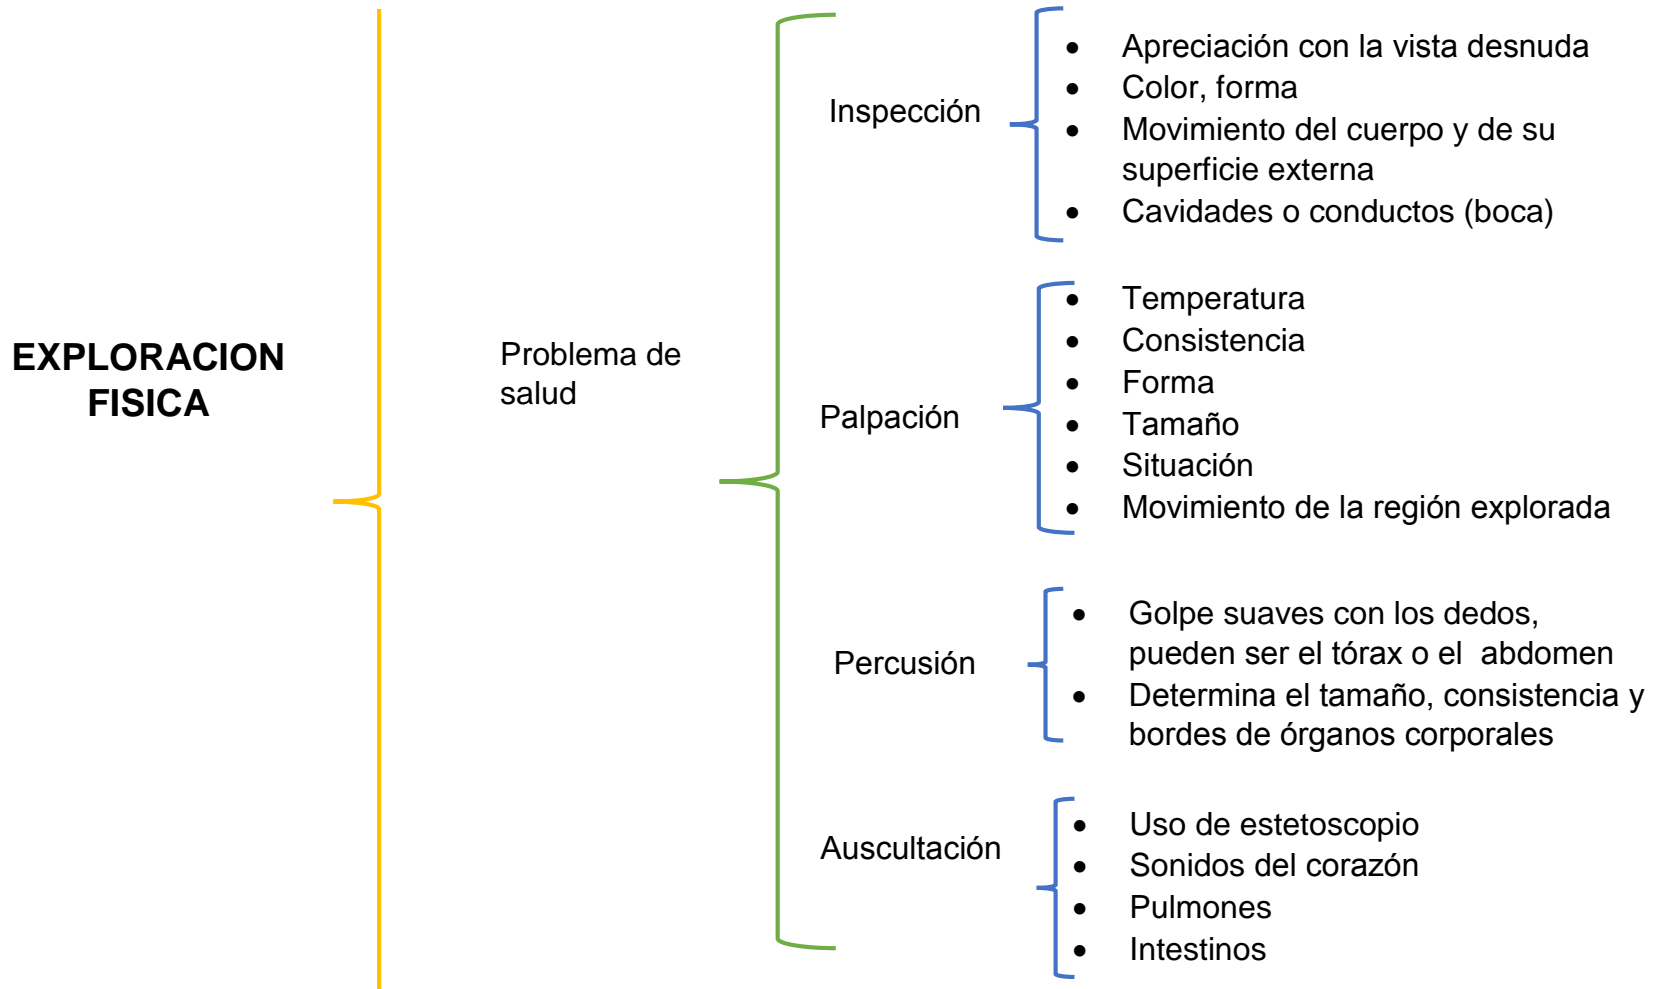 EXPLORACION
FISICA
Problema de
salud
Inspección
• Apreciación con la vista desnuda
• Color, forma
• Movimiento del cuerpo y de su
superficie externa
• Cavidades o conductos (boca)
Palpación
• Temperatura
• Consistencia
• Forma
• Tamaño
• Situación
• Movimiento de la región explorada
Percusión
• Golpe suaves con los dedos,
pueden ser el tórax o el abdomen
• Determina el tamaño, consistencia y
bordes de órganos corporales
Auscultación
• Uso de estetoscopio
• Sonidos del corazón
• Pulmones
• Intestinos